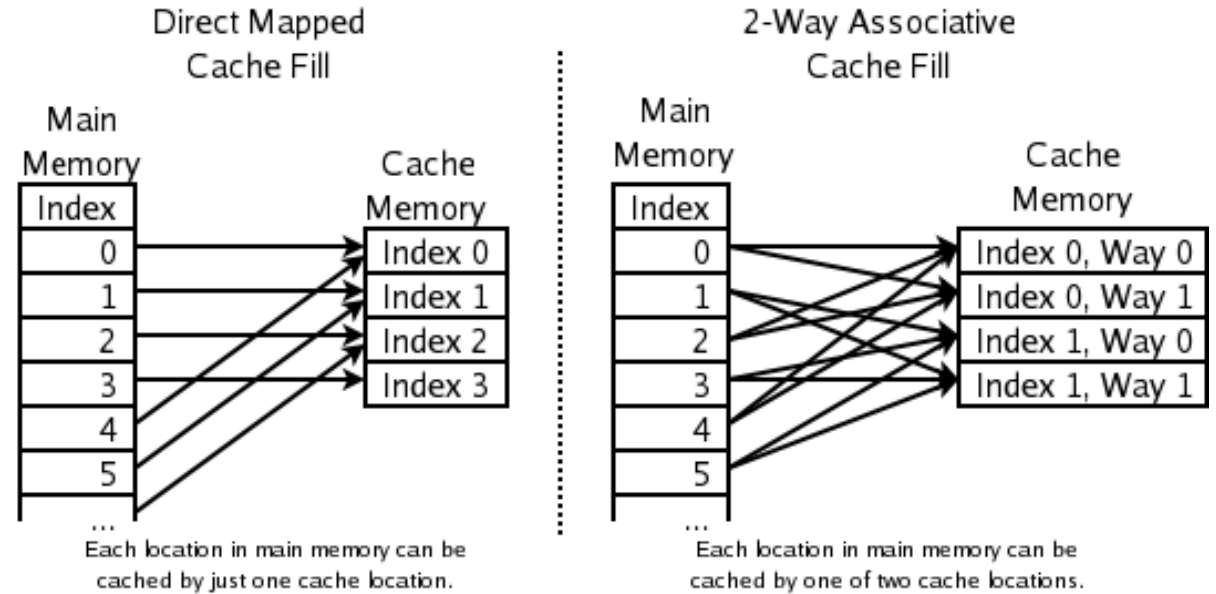 Direct Mapped
Cache Fill
Main
Memory
Index
0
1
2
3
4
5
...
Cache
Memory
Index 0
Index 1
Index 2
Index 3
Each location in main memory can be
cached by just one cache location.
2-Way Associative
Cache Fill
Main
Memory
Index
0
1
2
3
4
5
...
Cache
Memory
Index 0, Way 0
Index 0, Way 1
Index 1, Way 0
Index 1, Way 1
Each location in main memory can be
cached by one of two cache locations.